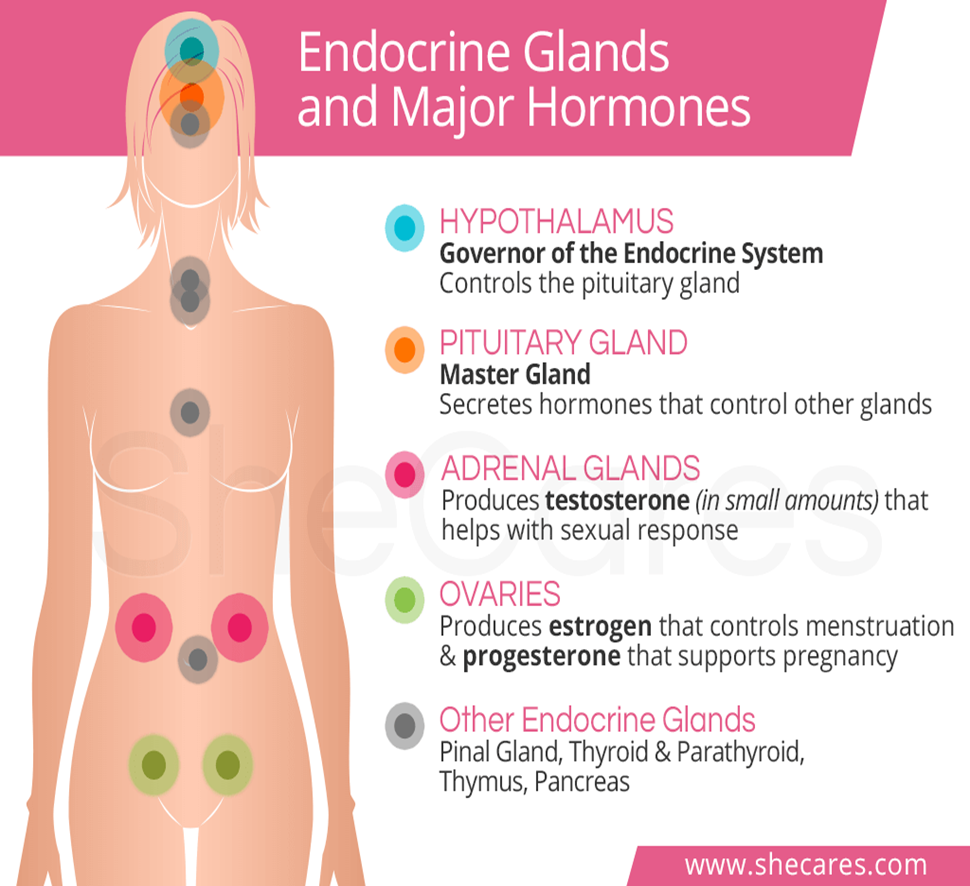 Endocrine Glands
and Major Hormones
HYPOTHALAMUS
Governor of the Endocrine System
Controls the pituitary gland
PITUITARY GLAND
Master Gland
Secretes hormones that control other glands
ADRENAL GLANDS
Produces testosterone (in small amounts) that
helps with sexual response
OVARIES
Produces estrogen that controls menstruation
& progesterone that supports pregnancy
Other Endocrine Glands
Pinal Gland, Thyroid & Parathyroid,
Thymus, Pancreas
SheCares
www.shecares.com